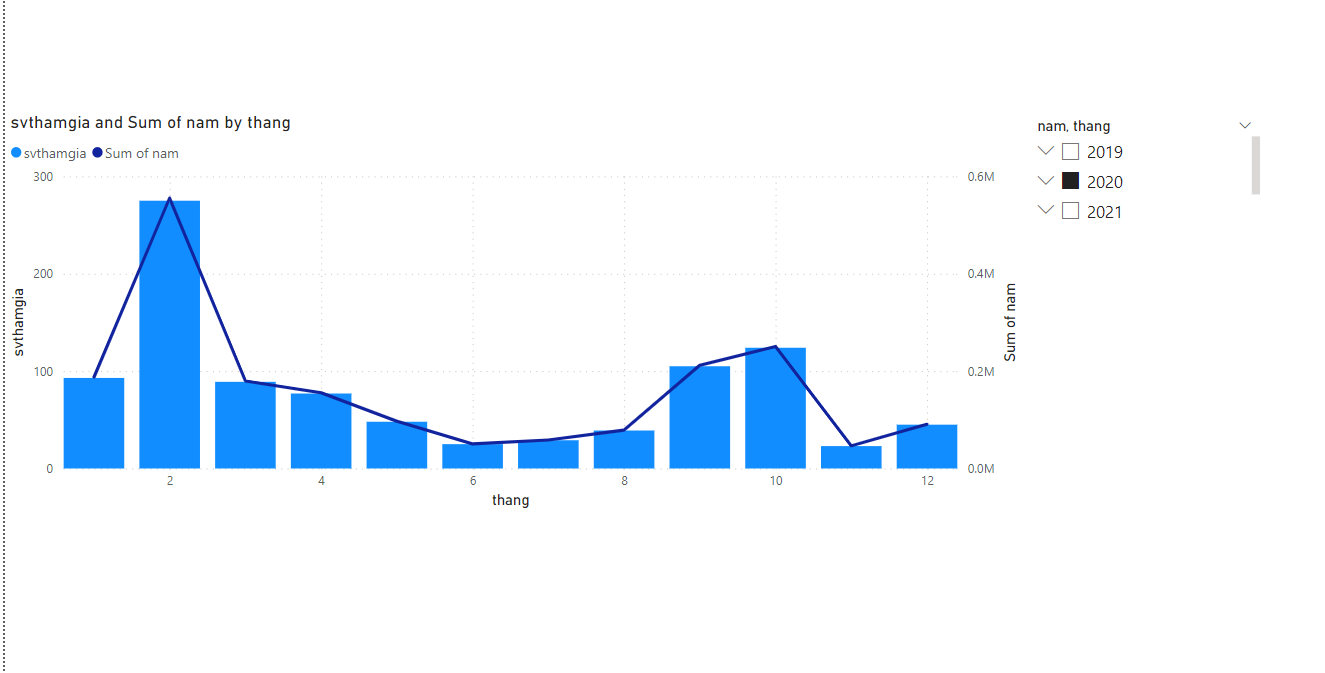 svthamgia and Sum of nam by thang
svthamgia Sum of nam
300
200
100
0
svthamgia
0.6M
0.4M
0.2M
0.0M
Sum of nam
2 4 6 8 10 12
thang
nam, thang
2019
2020
2021